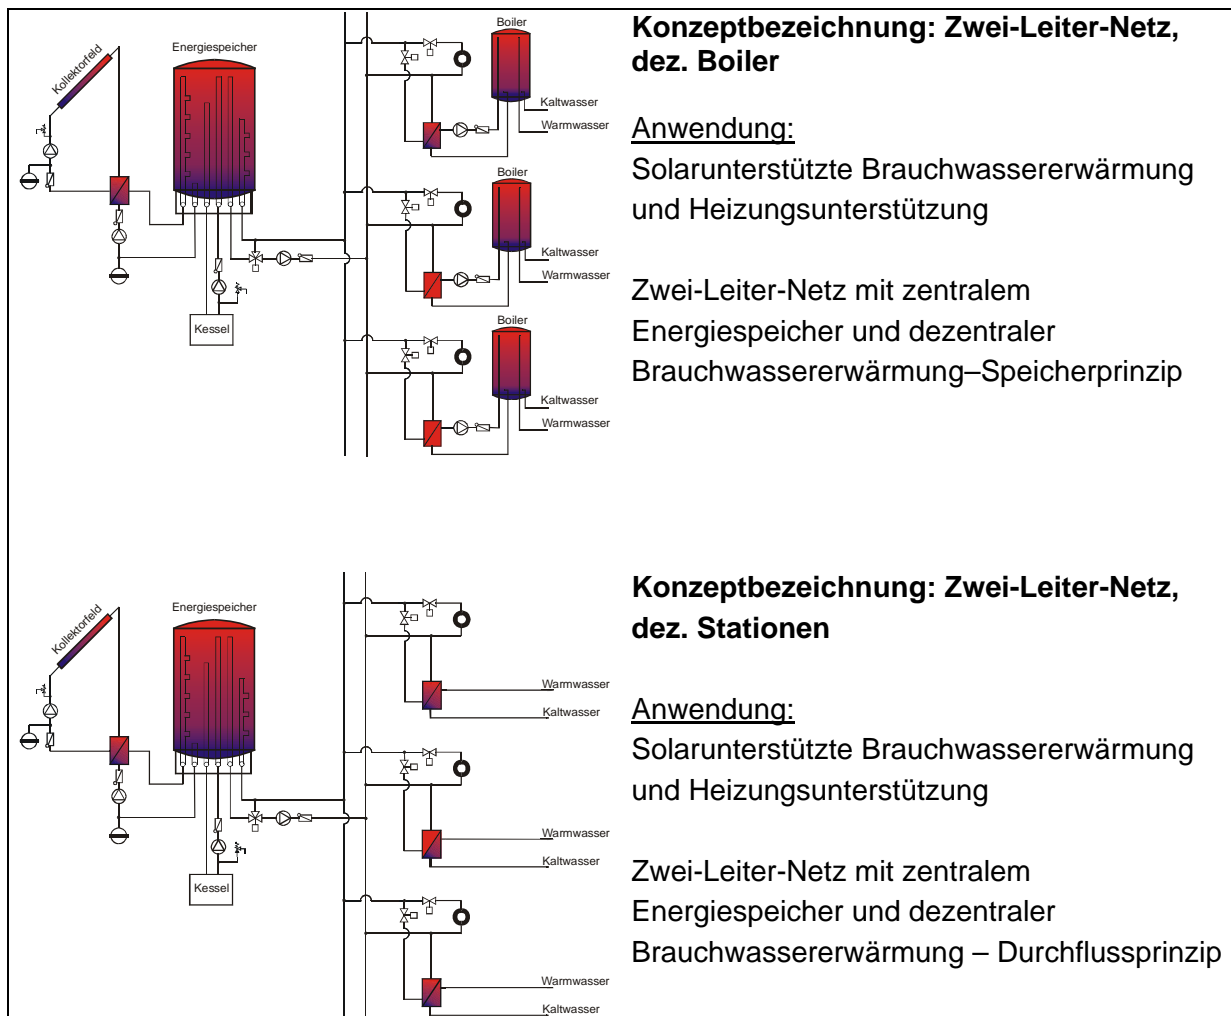 Kollektorfeld
Energiespeicher
Kessel
Boiler
Kaltwasser
Warmwasser
Boiler
Kaltwasser
Warmwasser
Boiler
Kaltwasser
Warmwasser
Konzeptbezeichnung: Zwei-Leiter-Netz,
dez. Boiler
Anwendung:
Solarunterstützte Brauchwassererwärmung
und Heizungsunterstützung
Zwei-Leiter-Netz mit zentralem
Energiespeicher und dezentraler
Brauchwassererwärmung–Speicherprinzip
Kollektorfeld
Energiespeicher
Kessel
Warmwasser
Kaltwasser
Warmwasser
Kaltwasser
Warmwasser
Kaltwasser
Konzeptbezeichnung: Zwei-Leiter-Netz,
dez. Stationen
Anwendung:
Solarunterstützte Brauchwassererwärmung
und Heizungsunterstützung
Zwei-Leiter-Netz mit zentralem
Energiespeicher und dezentraler
Brauchwassererwärmung – Durchflussprinzip